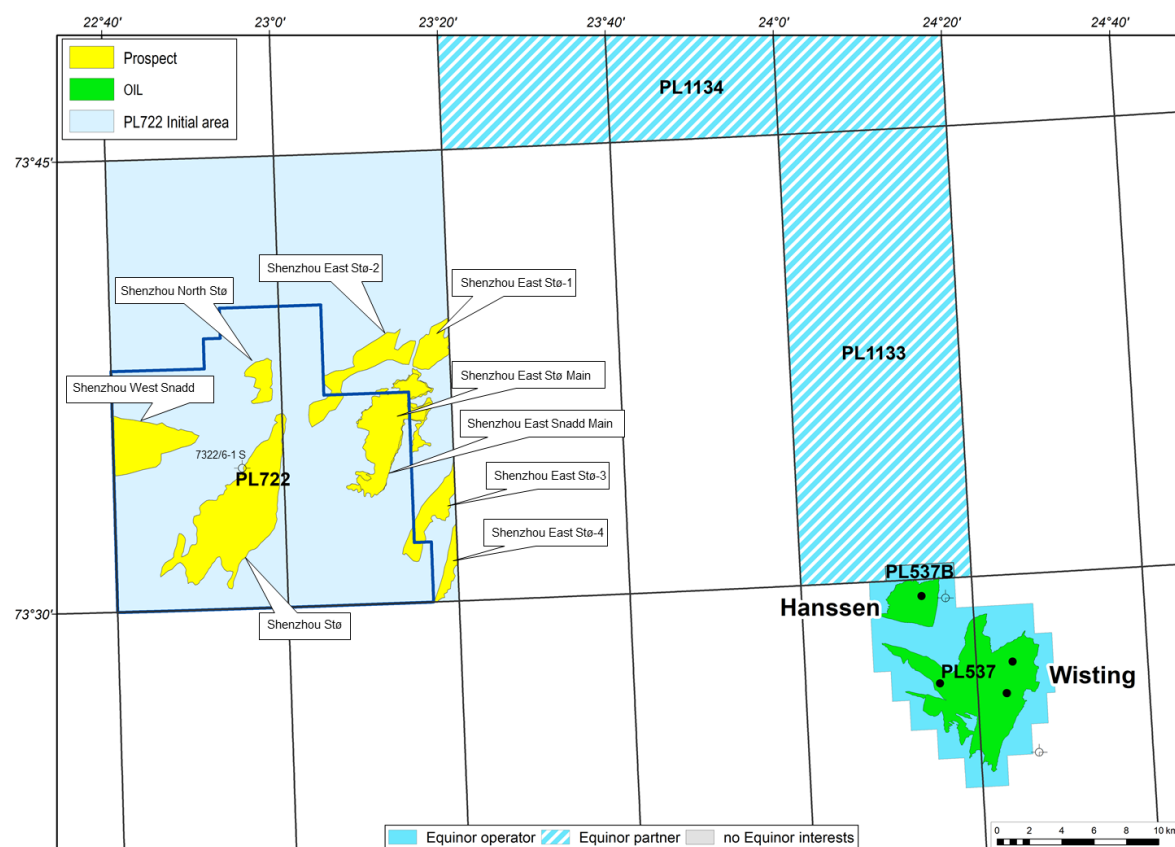 22°40' 23°0' 23°20' 23°40' 24°0' 24°20' 24°40'
Prospect
OIL
PL722 Initial area
PL1134
73°45'
Shenzhou East Stø-2
Shenzhou East Stø-1
Shenzhou North Stø
PL1133
Shenzhou East Stø Main
Shenzhou West Snadd
Shenzhou East Snadd Main
7322/6-1 S
PL722
Shenzhou East Stø-3
Shenzhou East Stø-4
PL537B
Hanssen
73°30'
Shenzhou Stø
PL537
Wisting
Equinor operator
Equinor partner
no Equinor interests
0 2 4 6 8 10 km